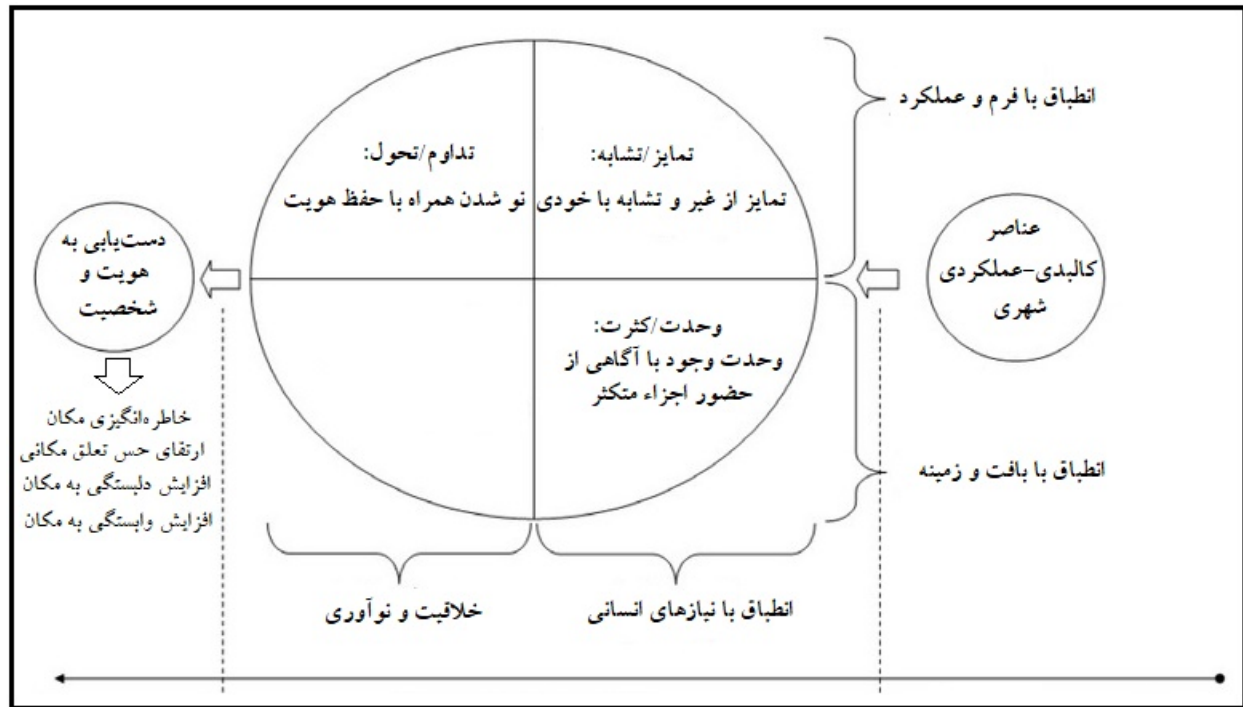 انطباق با فرم و عملکرد
تمایز/تشابه:
تمایز از غیر و تشابه با خودی
تداوم/تحول:
نو شدن همراه با حفظ هویت
عناصر
کالبدی-عملکردی
شهری
دست‌یابی به
هویت و
شخصیت
وحدت/کثرت:
وحدت وجود با آگاهی از
حضور اجزاء متکثر
خاطره‌انگیزی مکان
ارتقای حس تعلق مکانی
افزایش دلبستگی به مکان
افزایش وابستگی به مکان
انطباق با بافت و زمینه
انطباق با نیازهای انسانی
خلاقیت و نوآوری